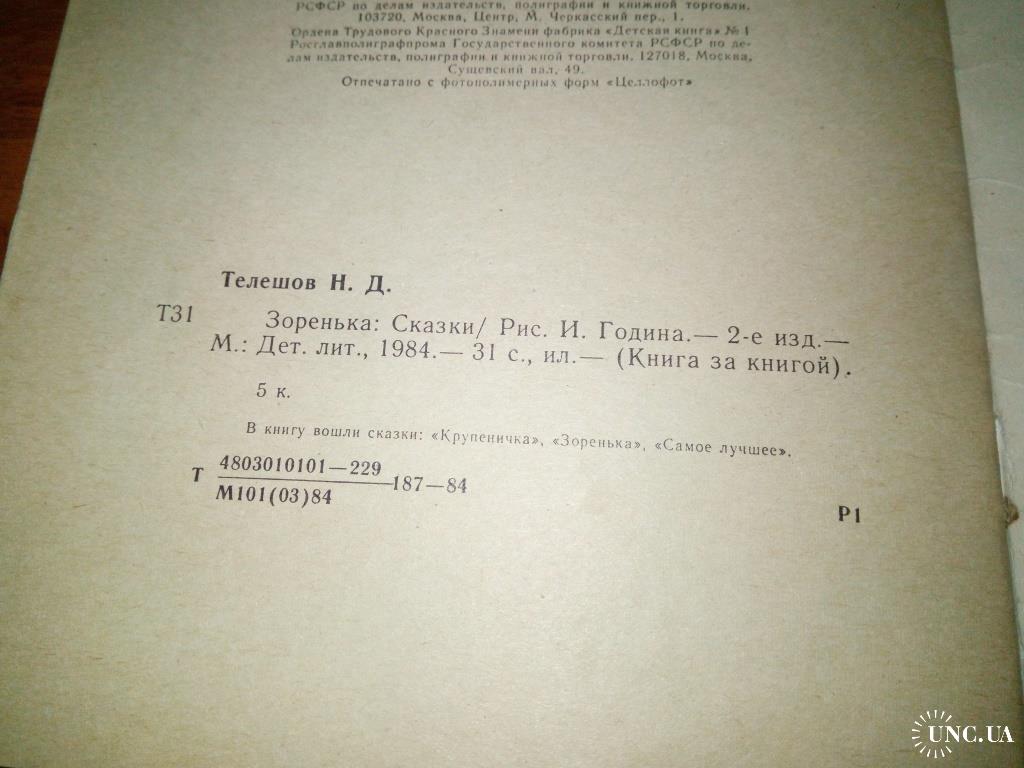 РСФСР по делам издательств, полиграфии и книжной торговли.
103720, Москва, Центр, М. Черкасский пер., 1.
Ордена Трудового Красного Знамени фабрика «Детская книга» № 1
Росглавполиграфпрома Государственного комитета РСФСР по де-
лам издательств, полиграфии и книжной торговли. 127018, Москва,
Сущевский вал, 49.
Отпечатано с фотополимерных форм «Целлофот»
Телешов Н. Д.
Т31 Зоренька: Сказки/ Рис. И. Година.— 2-е изд.—
М.: Дет. лит., 1984.— 31 с., ил.— (Книга за книгой).
5 к.
В книгу вошли сказки: «Крупеничка», «Зоренька», «Самое лучшее».
Т 4803010101—229 187—84
М101(03)84
Р1
UNC.UA